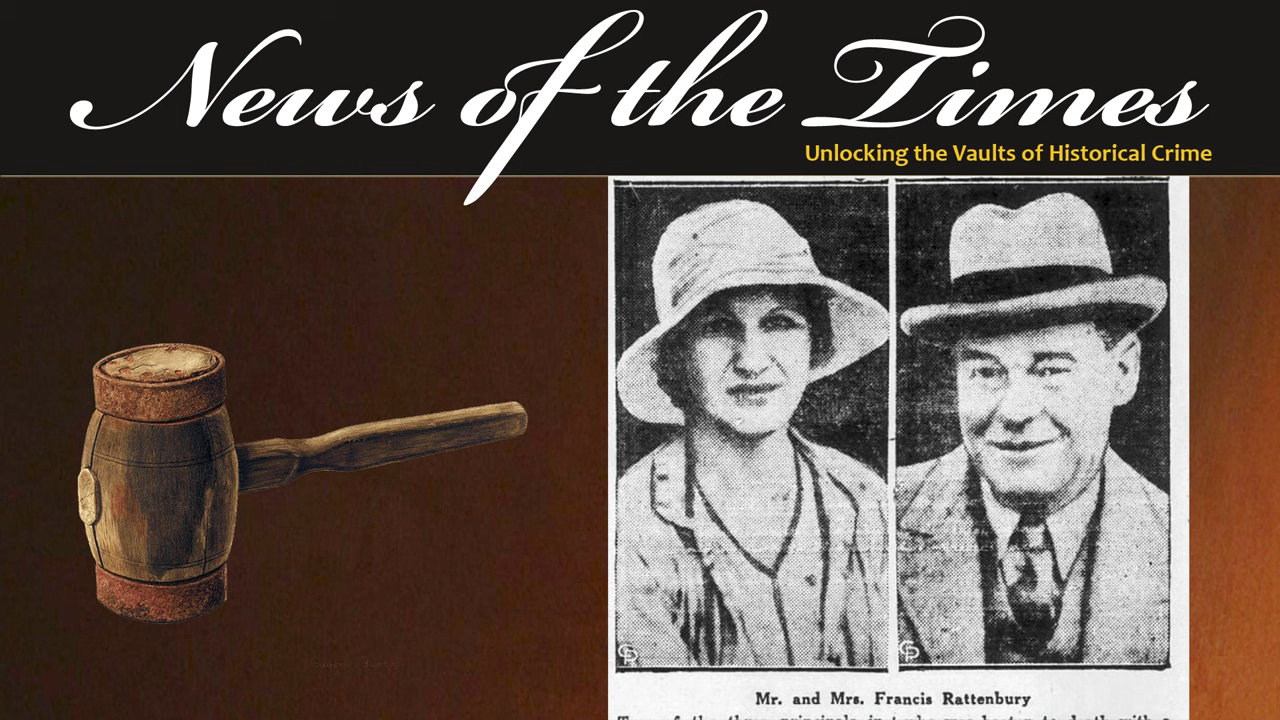 News of the Times
Unlocking the Vaults of Historical Crime
Mr. and Mrs. Francis Rattenbury